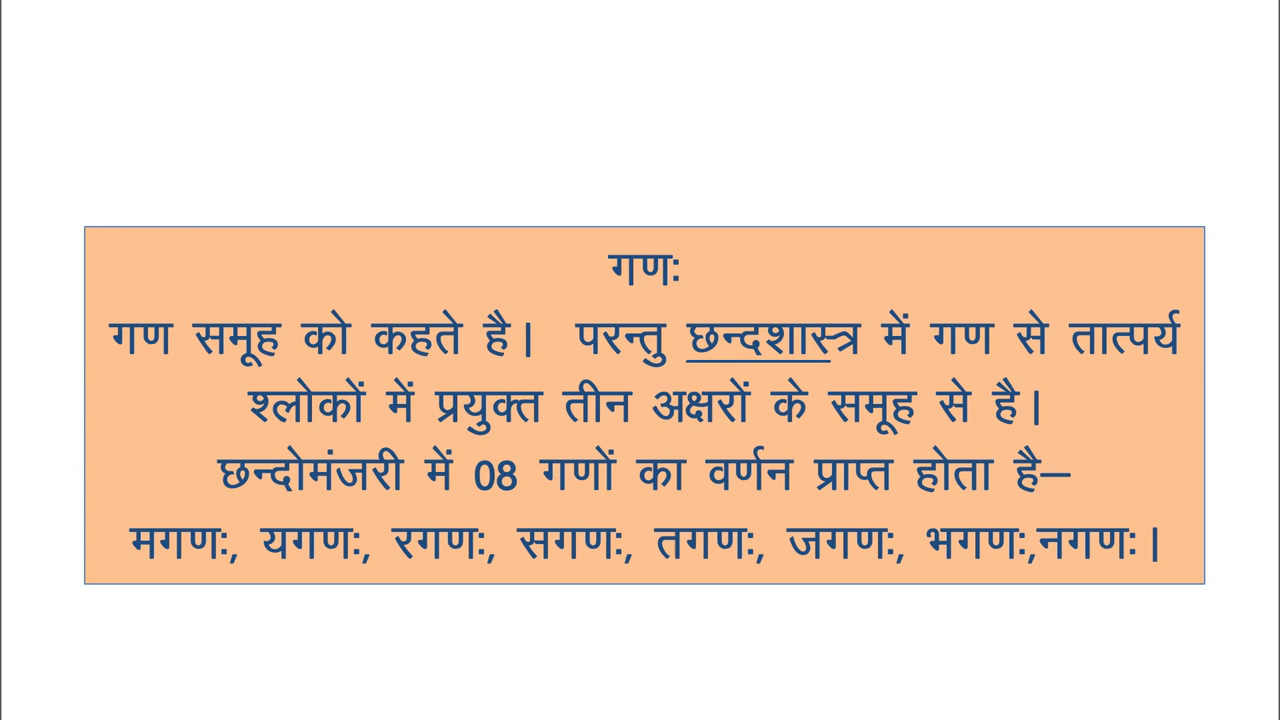 गणः
गण समूह को कहते है। परन्तु छन्दशास्त्र में गण से तात्पर्य
श्लोकों में प्रयुक्त तीन अक्षरों के समूह से है।
छन्दोमंजरी में 08 गणों का वर्णन प्राप्त होता है–
मगणः, यगणः, रगणः, सगणः, तगणः, जगणः, भगणः,नगणः।